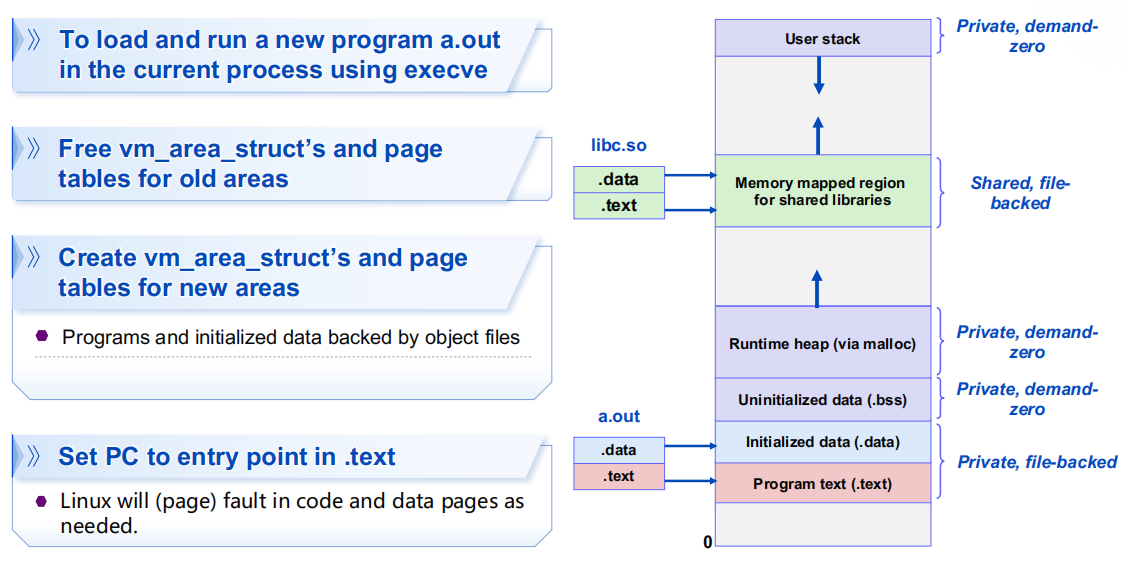 To load and run a new program a.out
in the current process using execve
Free vm_area_struct's and page
tables for old areas
Create vm_area_struct's and page
tables for new areas
Programs and initialized data backed by object files
Set PC to entry point in .text
Linux will (page) fault in code and data pages as
needed.
libc.so
.data
.text
a.out
.data
.text
User stack
Memory mapped region
for shared libraries
Runtime heap (via malloc)
Uninitialized data (.bss)
Initialized data (.data)
Program text (.text)
0
Private, demand-
zero
Shared, file-
backed
Private, demand-
zero
Private, demand-
zero
Private, file-backed